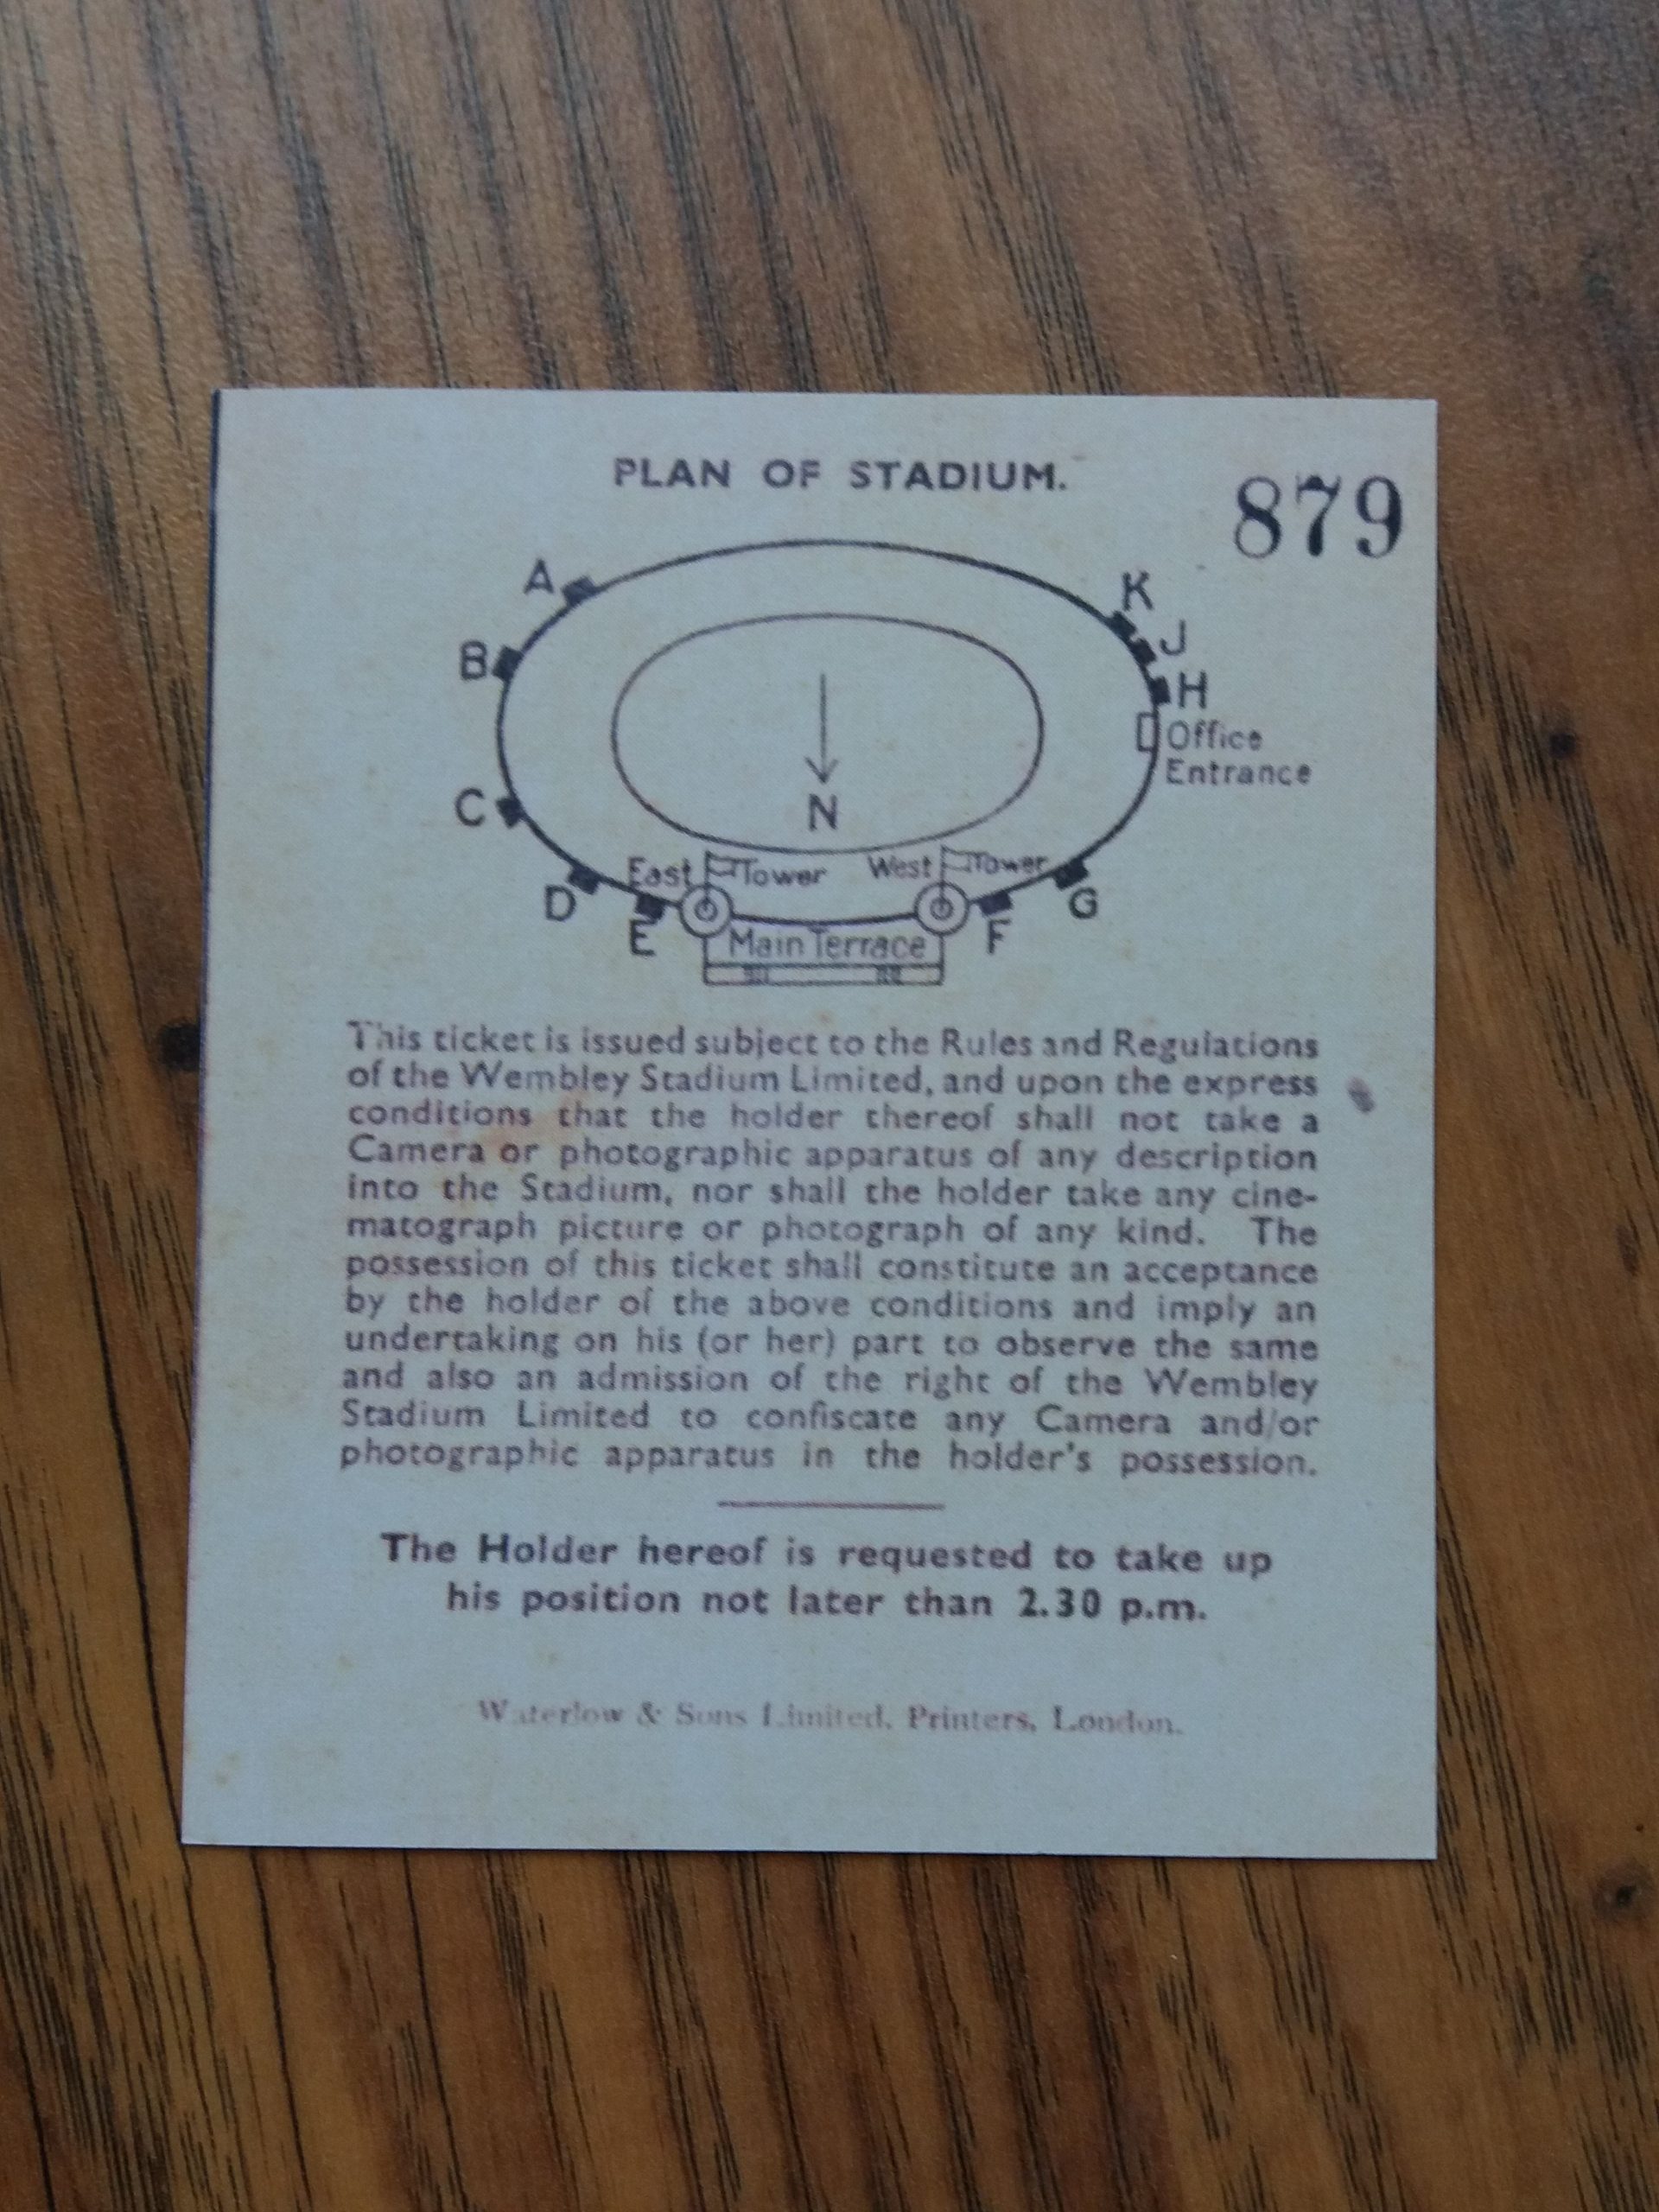 PLAN OF STADIUM.
879
A
K
B
J
H
Office
Entrance
N
C
East Tower
West Tower
D
E
Main Terrace
F
G
This ticket is issued subject to the Rules and Regulations
of the Wembley Stadium Limited, and upon the express
conditions that the holder thereof shall not take a
Camera or photographic apparatus of any description
into the Stadium, nor shall the holder take any cine-
matograph picture or photograph of any kind. The
possession of this ticket shall constitute an acceptance
by the holder of the above conditions and imply an
undertaking on his (or her) part to observe the same
and also an admission of the right of the Wembley
Stadium Limited to confiscate any Camera and/or
photographic apparatus in the holder's possession.
The Holder hereof is requested to take up
his position not later than 2.30 p.m.
Waterlow & Sons Limited, Printers, London.